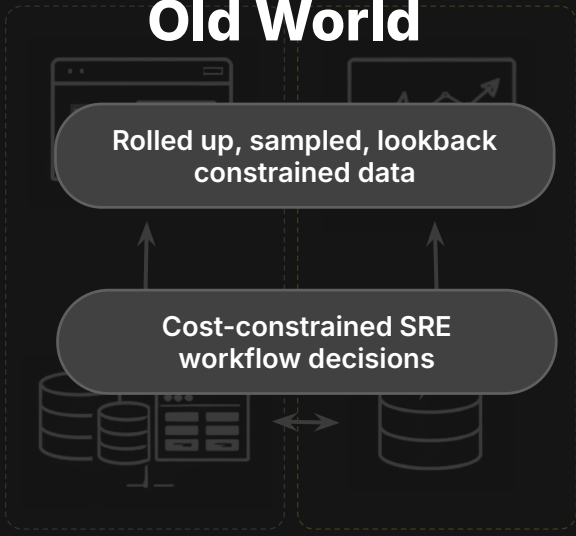 Old World
Rolled up, sampled, lookback
constrained data
Cost-constrained SRE
workflow decisions